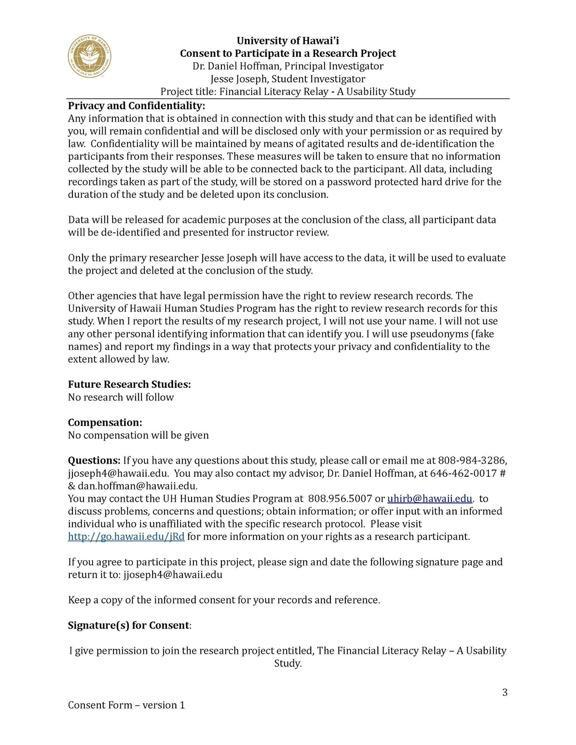 University of Hawai'i
Consent to Participate in a Research Project
Dr. Daniel Hoffman, Principal Investigator
Jesse Joseph, Student Investigator
Project title: Financial Literacy Relay - A Usability Study
Privacy and Confidentiality:
Any information that is obtained in connection with this study and that can be identified with
you, will remain confidential and will be disclosed only with your permission or as required by
law. Confidentiality will be maintained by means of agitated results and de-identification the
participants from their responses. These measures will be taken to ensure that no information
collected by the study will be able to be connected back to the participant. All data, including
recordings taken as part of the study, will be stored on a password protected hard drive for the
duration of the study and be deleted upon its conclusion.
Data will be released for academic purposes at the conclusion of the class, all participant data
will be de-identified and presented for instructor review.
Only the primary researcher Jesse Joseph will have access to the data, it will be used to evaluate
the project and deleted at the conclusion of the study.
Other agencies that have legal permission have the right to review research records. The
University of Hawaii Human Studies Program has the right to review research records for this
study. When I report the results of my research project, I will not use your name. I will not use
any other personal identifying information that can identify you. I will use pseudonyms (fake
names) and report my findings in a way that protects your privacy and confidentiality to the
extent allowed by law.
Future Research Studies:
No research will follow
Compensation:
No compensation will be given
Questions: If you have any questions about this study, please call or email me at 808-984-3286,
jjoseph4@hawaii.edu. You may also contact my advisor, Dr. Daniel Hoffman, at 646-462-0017 #
& dan.hoffman@hawaii.edu.
You may contact the UH Human Studies Program at 808.956.5007 or uhirb@hawaii.edu. to
discuss problems, concerns and questions; obtain information; or offer input with an informed
individual who is unaffiliated with the specific research protocol. Please visit
http://go.hawaii.edu/jRd for more information on your rights as a research participant.
If you agree to participate in this project, please sign and date the following signature page and
return it to: jjoseph4@hawaii.edu
Keep a copy of the informed consent for your records and reference.
Signature(s) for Consent:
I give permission to join the research project entitled, The Financial Literacy Relay – A Usability
Study.
3
Consent Form – version 1